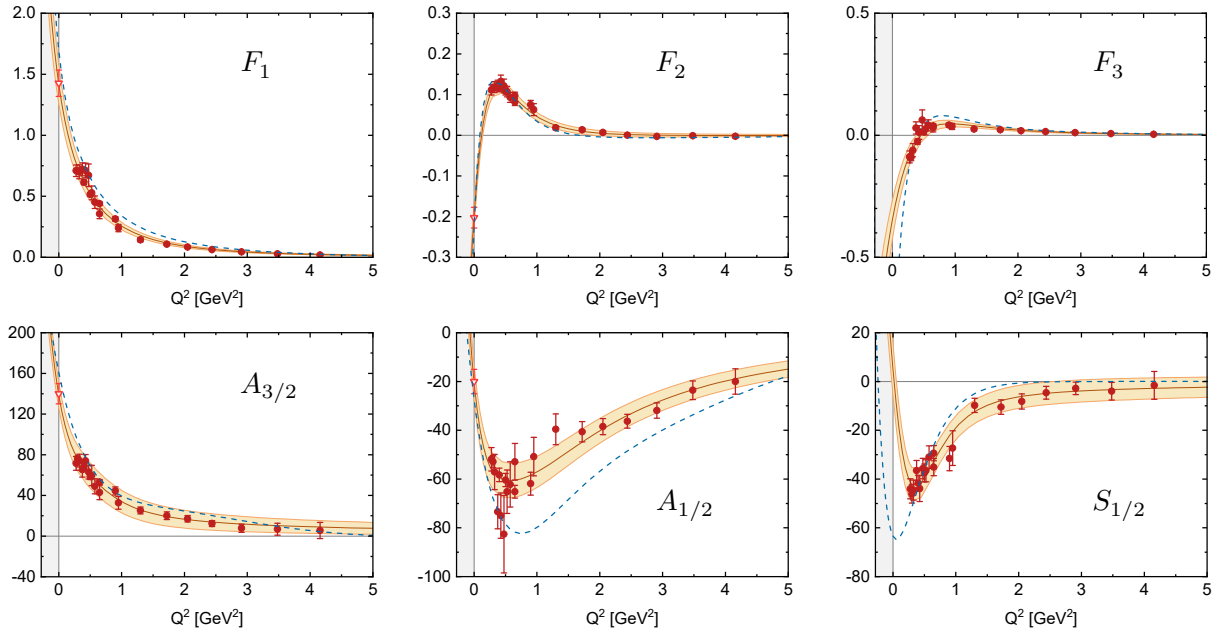 F₁
2.0
1.5
1.0
0.5
0.0
0 1 2 3 4 5
Q² [GeV²]
F₂
0.3
0.2
0.1
0.0
-0.1
-0.2
-0.3
0 1 2 3 4 5
Q² [GeV²]
F₃
0.5
0.0
-0.5
0 1 2 3 4 5
Q² [GeV²]
A₃/₂
200
160
120
80
40
0
-40
0 1 2 3 4 5
Q² [GeV²]
A₁/₂
0
-20
-40
-60
-80
-100
0 1 2 3 4 5
Q² [GeV²]
S₁/₂
20
0
-20
-40
-60
-80
0 1 2 3 4 5
Q² [GeV²]